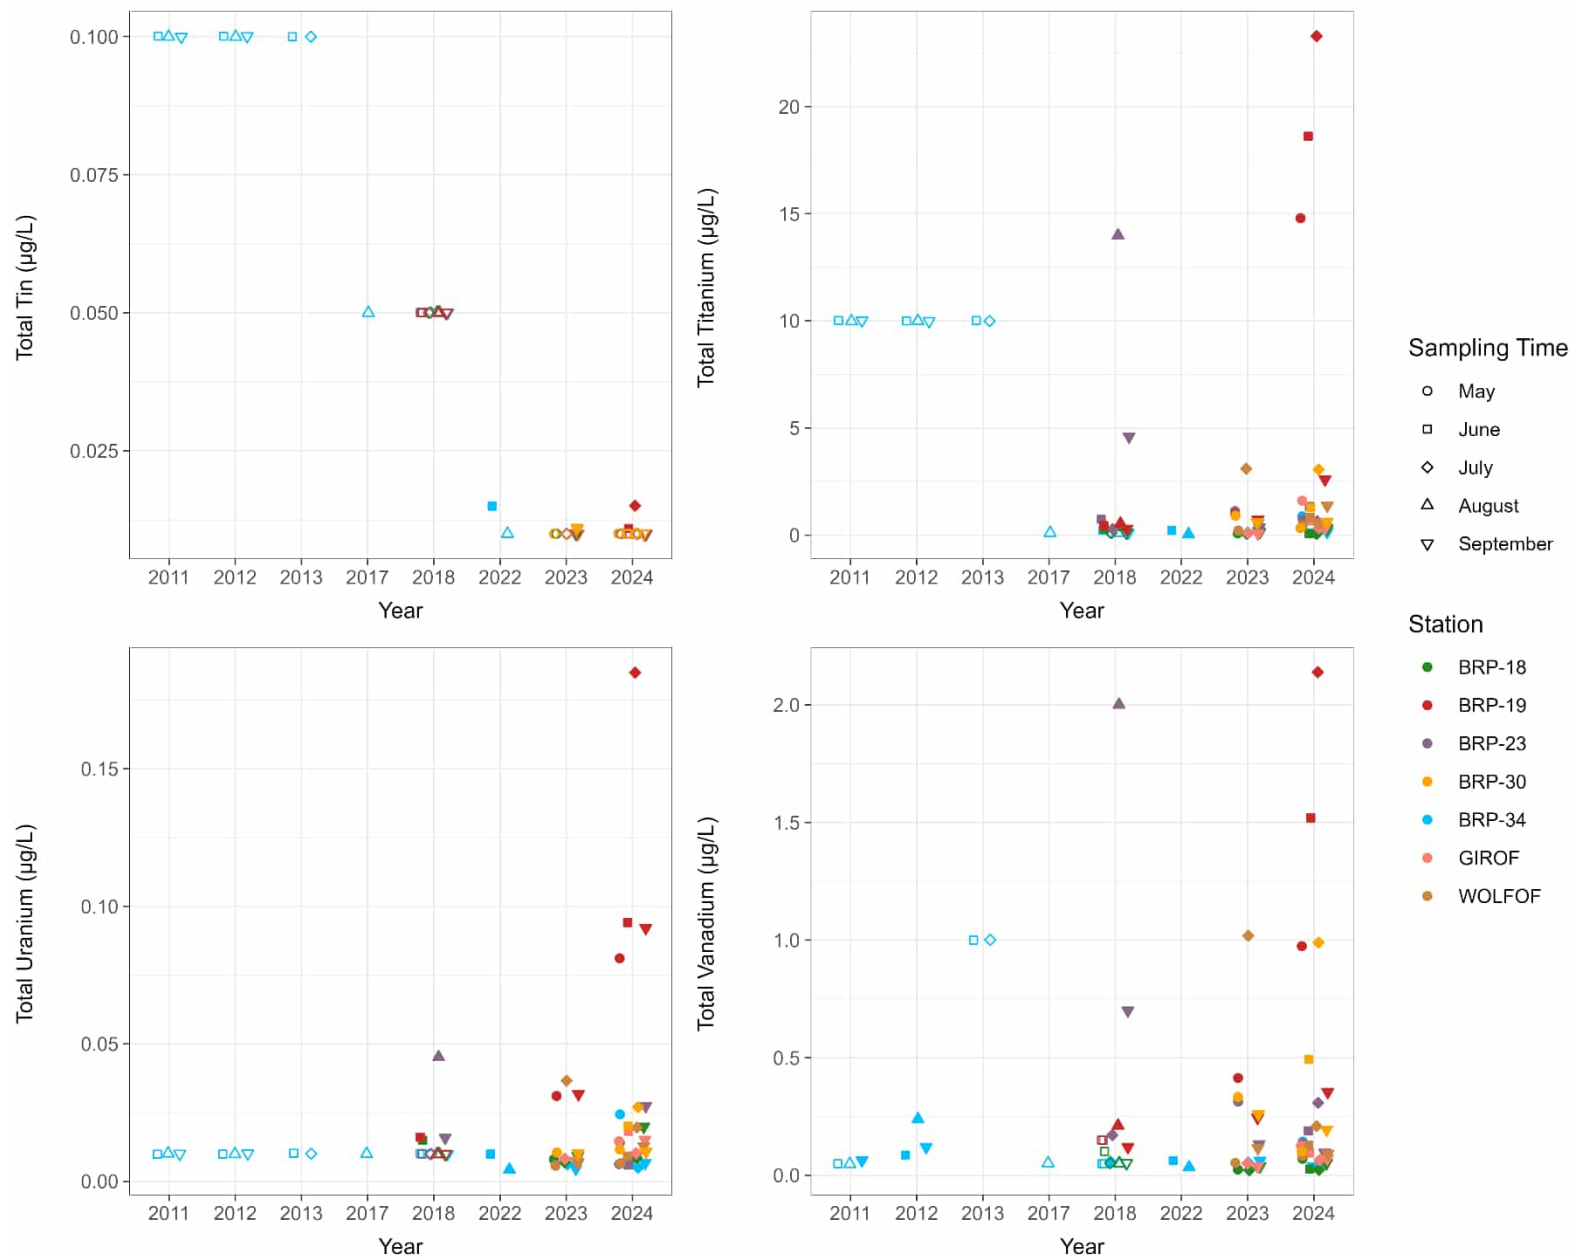 Total Tin (µg/L)
0.100
0.075
0.050
0.025
2011 2012 2013 2017 2018 2022 2023 2024
Year
Total Titanium (µg/L)
20
15
10
5
0
2011 2012 2013 2017 2018 2022 2023 2024
Year
Total Uranium (µg/L)
0.15
0.10
0.05
0.00
2011 2012 2013 2017 2018 2022 2023 2024
Year
Total Vanadium (µg/L)
2.0
1.5
1.0
0.5
0.0
2011 2012 2013 2017 2018 2022 2023 2024
Year
Sampling Time
May
June
July
August
September
Station
BRP-18
BRP-19
BRP-23
BRP-30
BRP-34
GIROF
WOLFOF